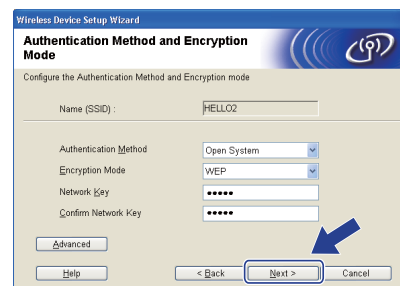 Wireless Device Setup Wizard
Authentication Method and Encryption
Mode
Configure the Authentication Method and Encryption mode
Name (SSID) : HELLO2
Authentication Method Open System
Encryption Mode WEP
Network Key •••••
Confirm Network Key •••••
Advanced
Help < Back Next > Cancel